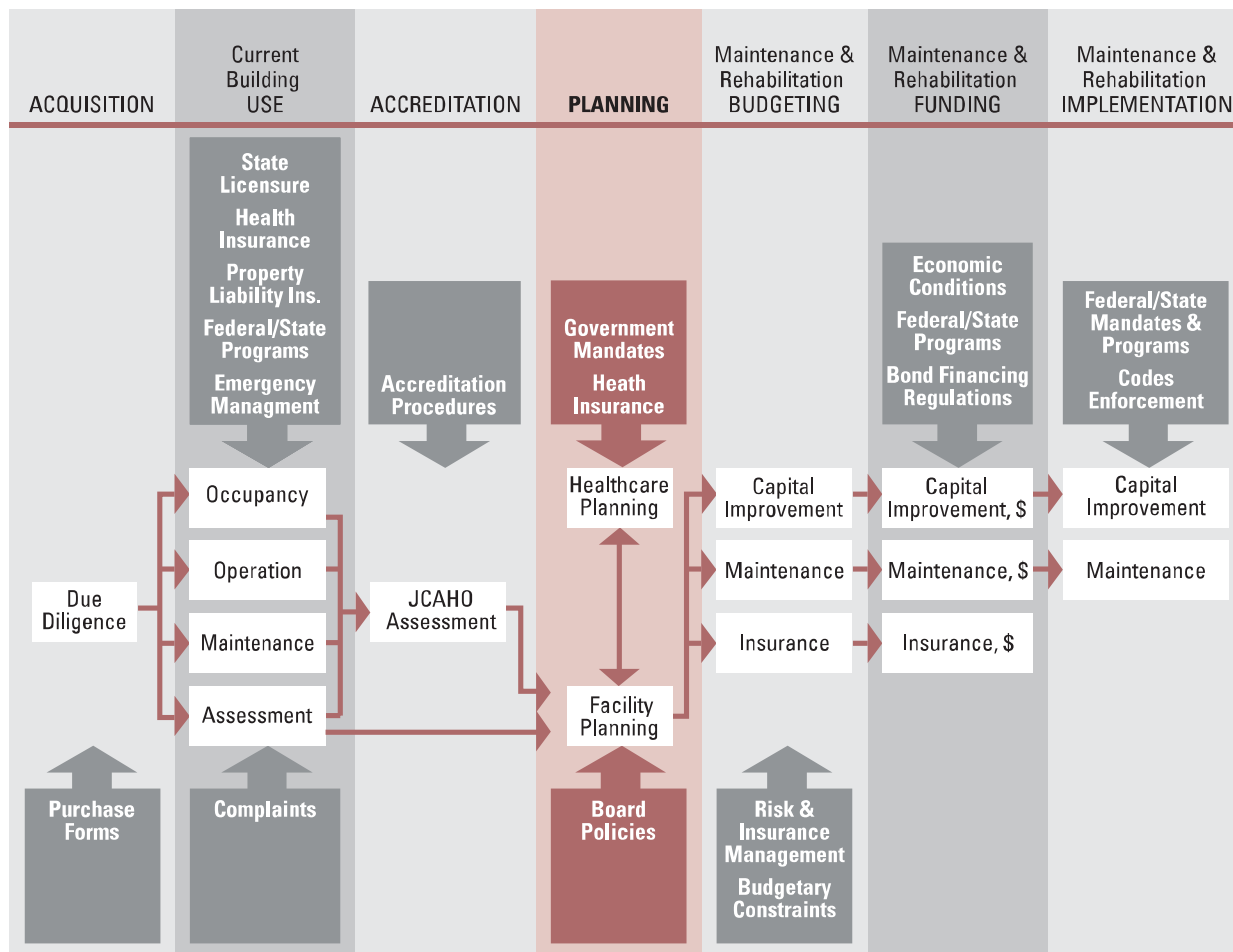 ACQUISITION
Current
Building
USE
ACCREDITATION
PLANNING
Maintenance &
Rehabilitation
BUDGETING
Maintenance &
Rehabilitation
FUNDING
Maintenance &
Rehabilitation
IMPLEMENTATION
State
Licensure
Health
Insurance
Property
Liability Ins.
Federal/State
Programs
Emergency
Managment
Accreditation
Procedures
Government
Mandates
Heath
Insurance
Economic
Conditions
Federal/State
Programs
Bond Financing
Regulations
Federal/State
Mandates &
Programs
Codes
Enforcement
Due
Diligence
Occupancy
Operation
Maintenance
Assessment
JCAHO
Assessment
Healthcare
Planning
Facility
Planning
Capital
Improvement
Maintenance
Insurance
Capital
Improvement, $
Maintenance, $
Insurance, $
Capital
Improvement
Maintenance
Purchase
Forms
Complaints
Board
Policies
Risk &
Insurance
Management
Budgetary
Constraints